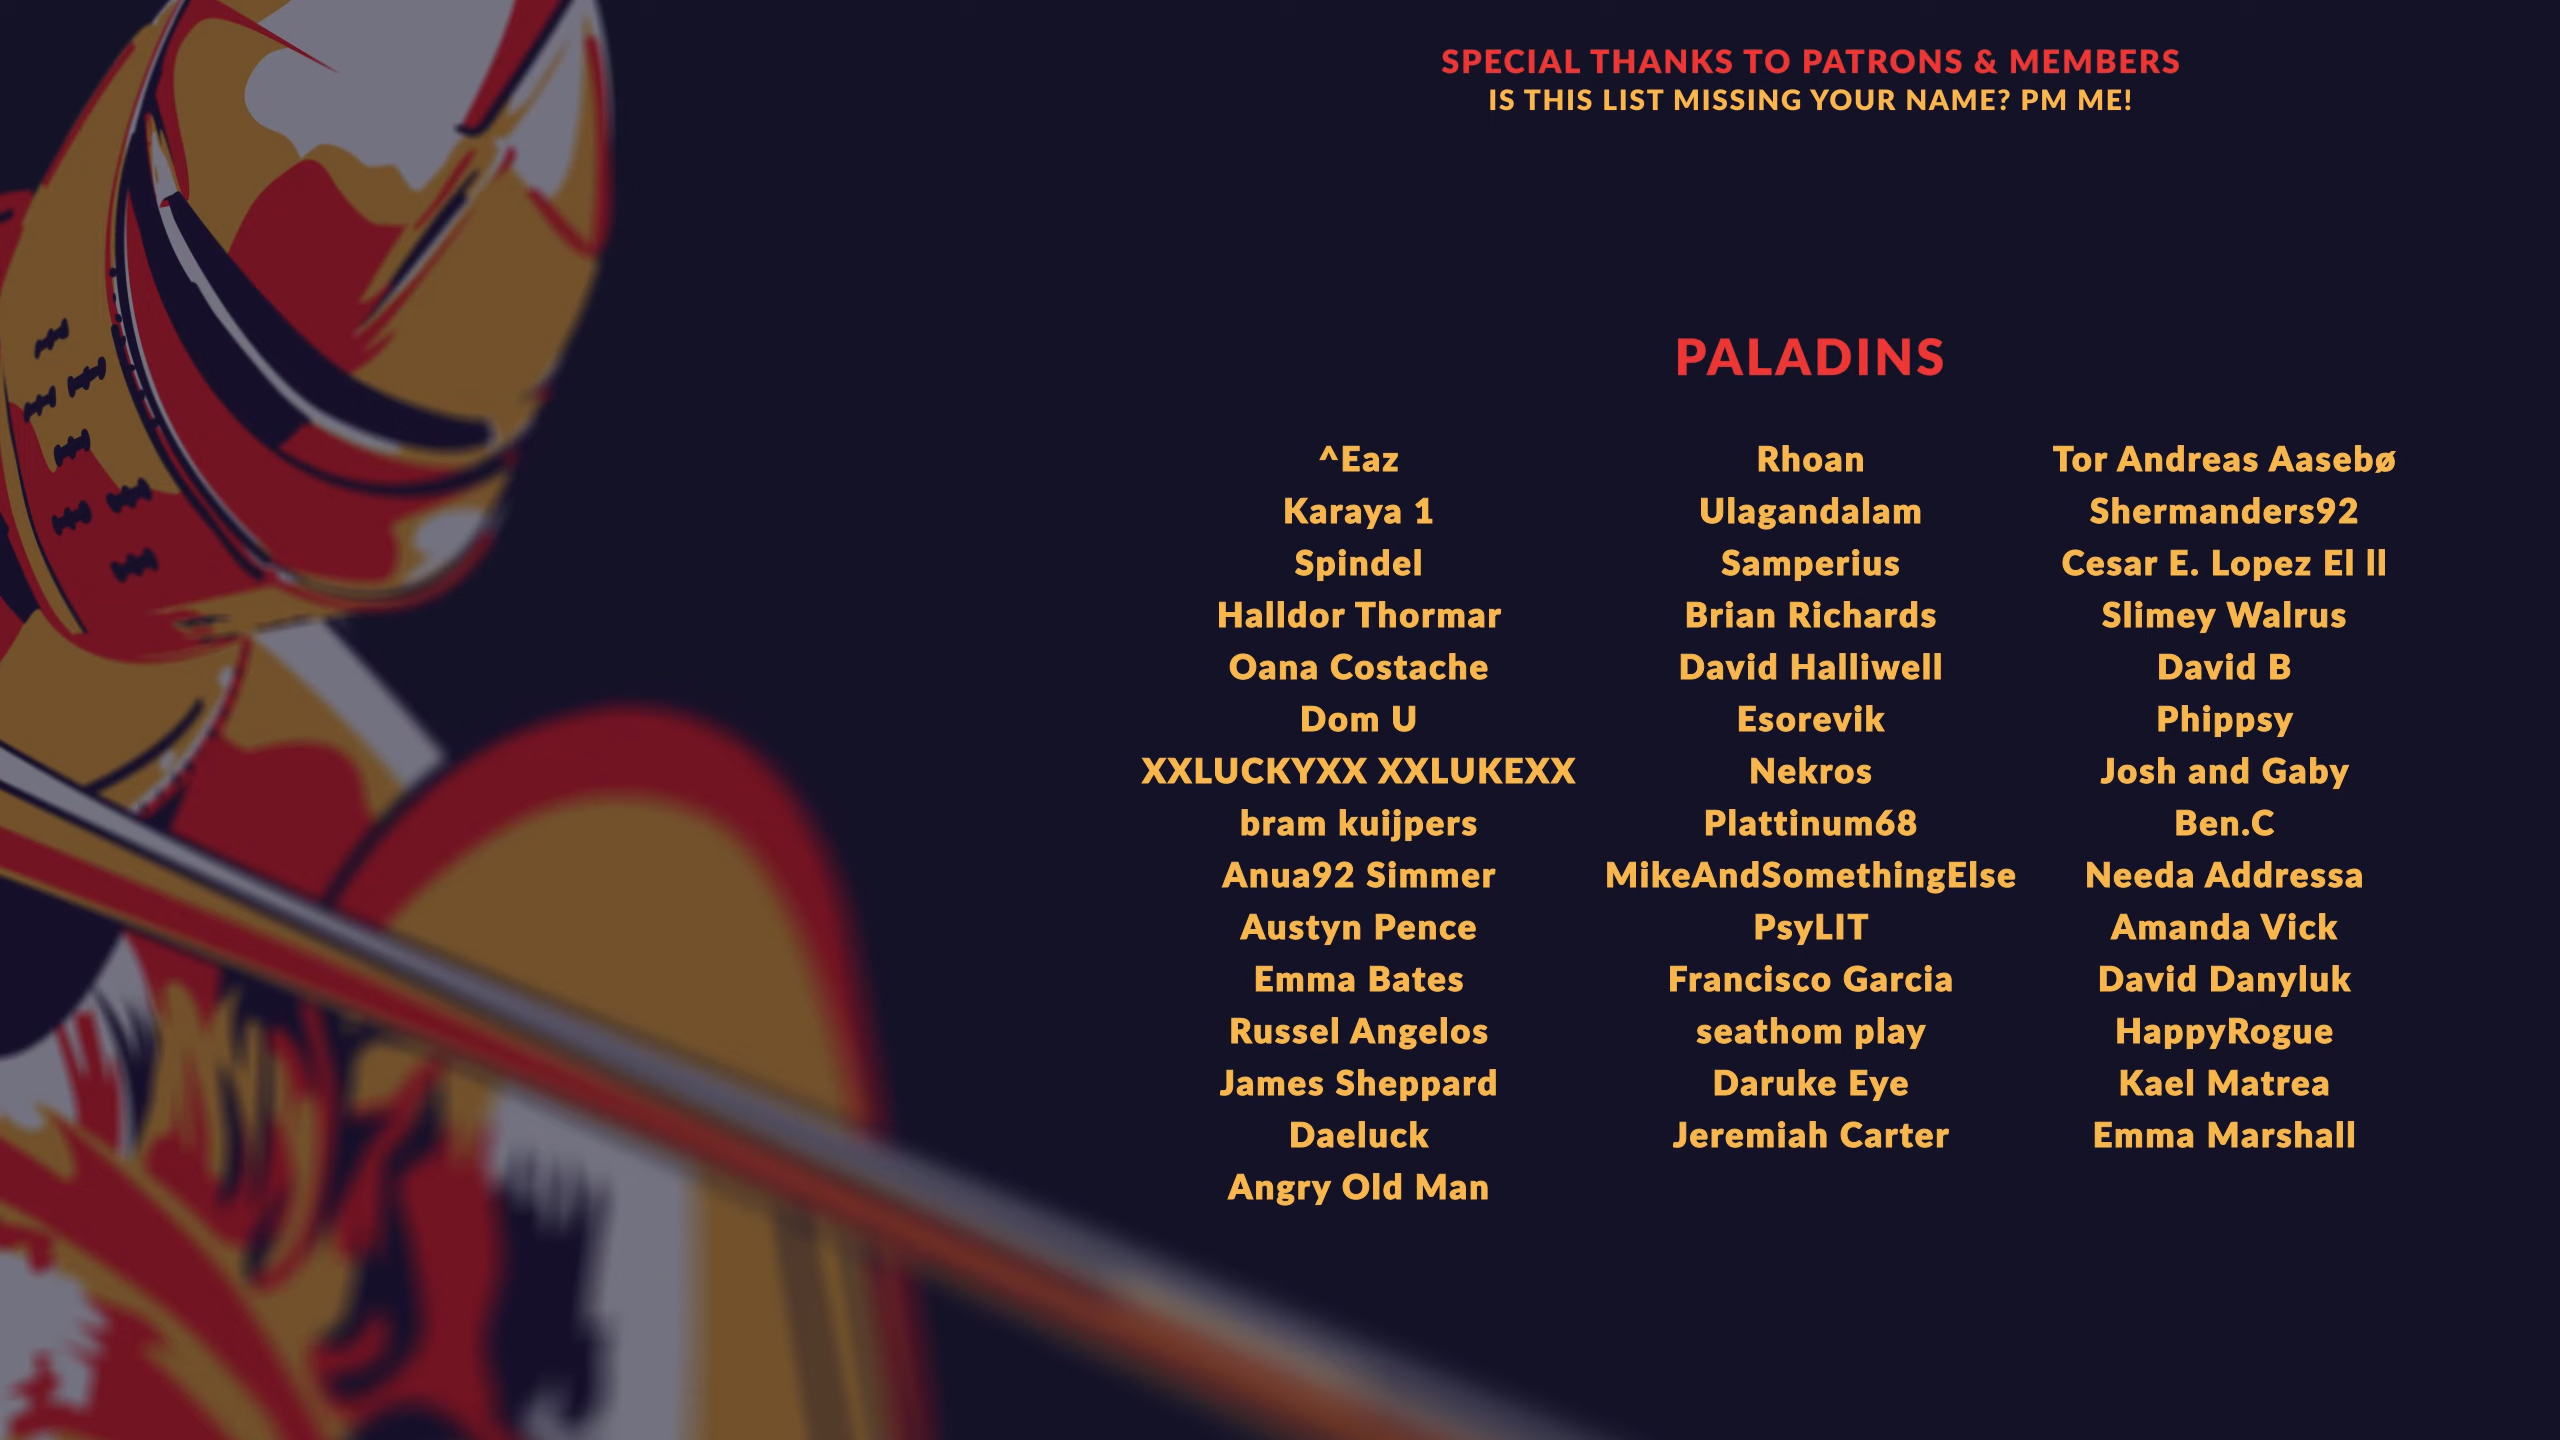 SPECIAL THANKS TO PATRONS & MEMBERS
IS THIS LIST MISSING YOUR NAME? PM ME!
PALADINS
^Eaz
Karaya 1
Spindel
Halldor Thormar
Oana Costache
Dom U
XXLUCKYXX XXLUKEXX
bram kuijpers
Anua92 Simmer
Austyn Pence
Emma Bates
Russel Angelos
James Sheppard
Daeluck
Angry Old Man
Rhoan
Ulagandalam
Samperius
Brian Richards
David Halliwell
Esorevik
Nekros
Plattinum68
MikeAndSomethingElse
PsyLIT
Francisco Garcia
seathom play
Daruke Eye
Jeremiah Carter
Tor Andreas Aasebø
Shermanders92
Cesar E. Lopez El ll
Slimey Walrus
David B
Phippsy
Josh and Gaby
Ben.C
Needa Addressa
Amanda Vick
David Danyluk
HappyRogue
Kael Matrea
Emma Marshall